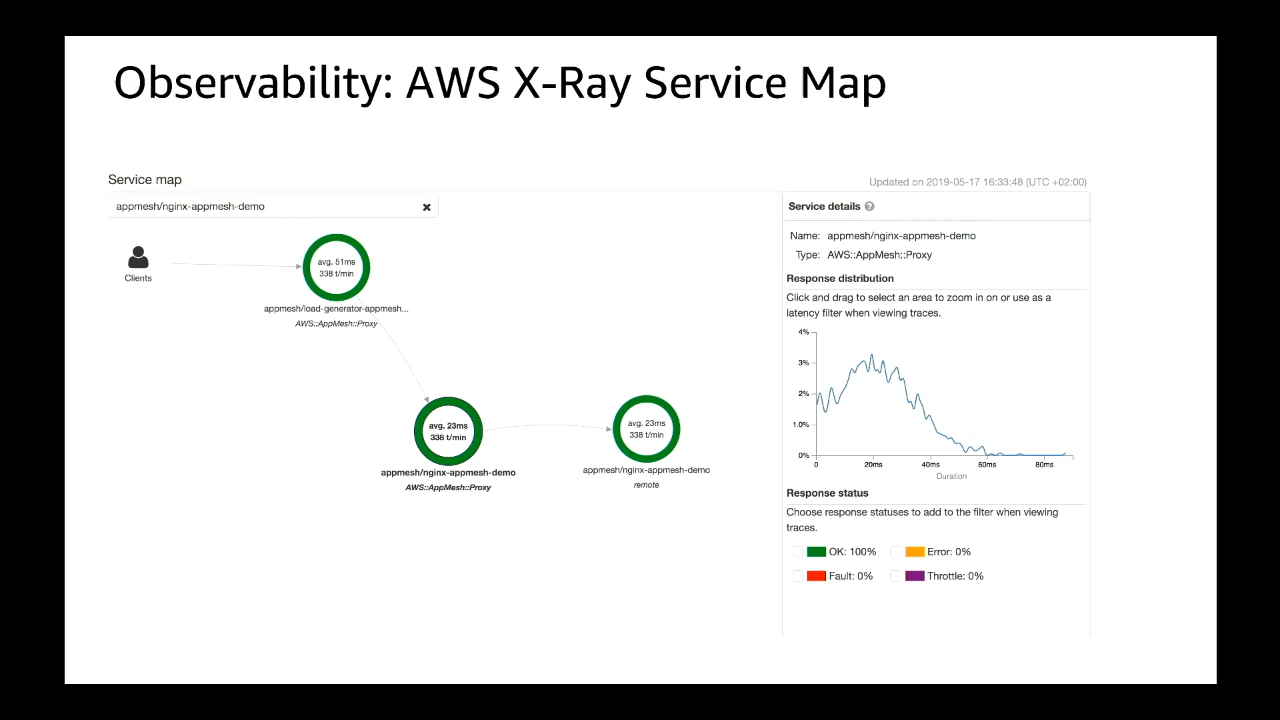 Observability: AWS X-Ray Service Map
Service map
Updated on 2019-05-17 16:33:48 (UTC +02:00)
appmesh/nginx-appmesh-demo
Clients
avg. 51ms
338 t/min
appmesh/load-generator-appmesh...
AWS::AppMesh::Proxy
avg. 23ms
338 t/min
appmesh/nginx-appmesh-demo
AWS::AppMesh::Proxy
avg. 23ms
338 t/min
appmesh/nginx-appmesh-demo
remote
Service details
Name: appmesh/nginx-appmesh-demo
Type: AWS::AppMesh::Proxy
Response distribution
Click and drag to select an area to zoom in on or use as a
latency filter when viewing traces.
4%
3%
2%
1.0%
0%
0 20ms 40ms 60ms 80ms
Duration
Response status
Choose response statuses to add to the filter when viewing
traces.
OK: 100% Error: 0%
Fault: 0% Throttle: 0%